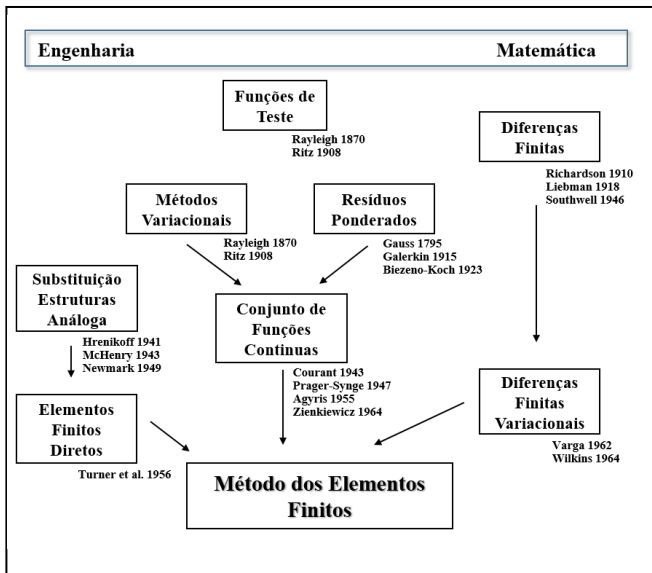 Engenharia
Matemática
Funções de
Teste
Rayleigh 1870
Ritz 1908
Diferenças
Finitas
Richardson 1910
Liebman 1918
Southwell 1946
Métodos
Variacionais
Rayleigh 1870
Ritz 1908
Resíduos
Ponderados
Gauss 1795
Galerkin 1915
Biezeno-Koch 1923
Substituição
Estruturas
Análoga
Hrenikoff 1941
McHenry 1943
Newmark 1949
Conjunto de
Funções
Continuas
Courant 1943
Prager-Synge 1947
Agyris 1955
Zienkiewicz 1964
Diferenças
Finitas
Variacionais
Varga 1962
Wilkins 1964
Elementos
Finitos
Diretos
Turner et al. 1956
Método dos Elementos
Finitos